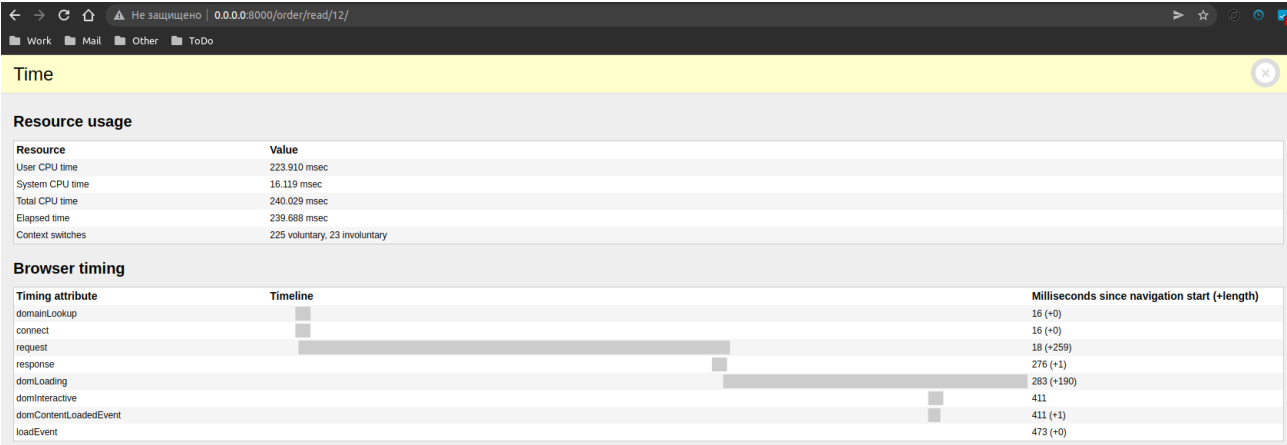 Не защищено | 0.0.0.0:8000/order/read/12/
Work Mail Other ToDo
Time
Resource usage
Resource Value
User CPU time 223.910 msec
System CPU time 16.119 msec
Total CPU time 240.029 msec
Elapsed time 239.688 msec
Context switches 225 voluntary, 23 involuntary
Browser timing
Timing attribute Timeline Milliseconds since navigation start (+length)
domainLookup 16 (+0)
connect 16 (+0)
request 18 (+259)
response 276 (+1)
domLoading 283 (+190)
domInteractive 411
domContentLoadedEvent 411 (+1)
loadEvent 473 (+0)